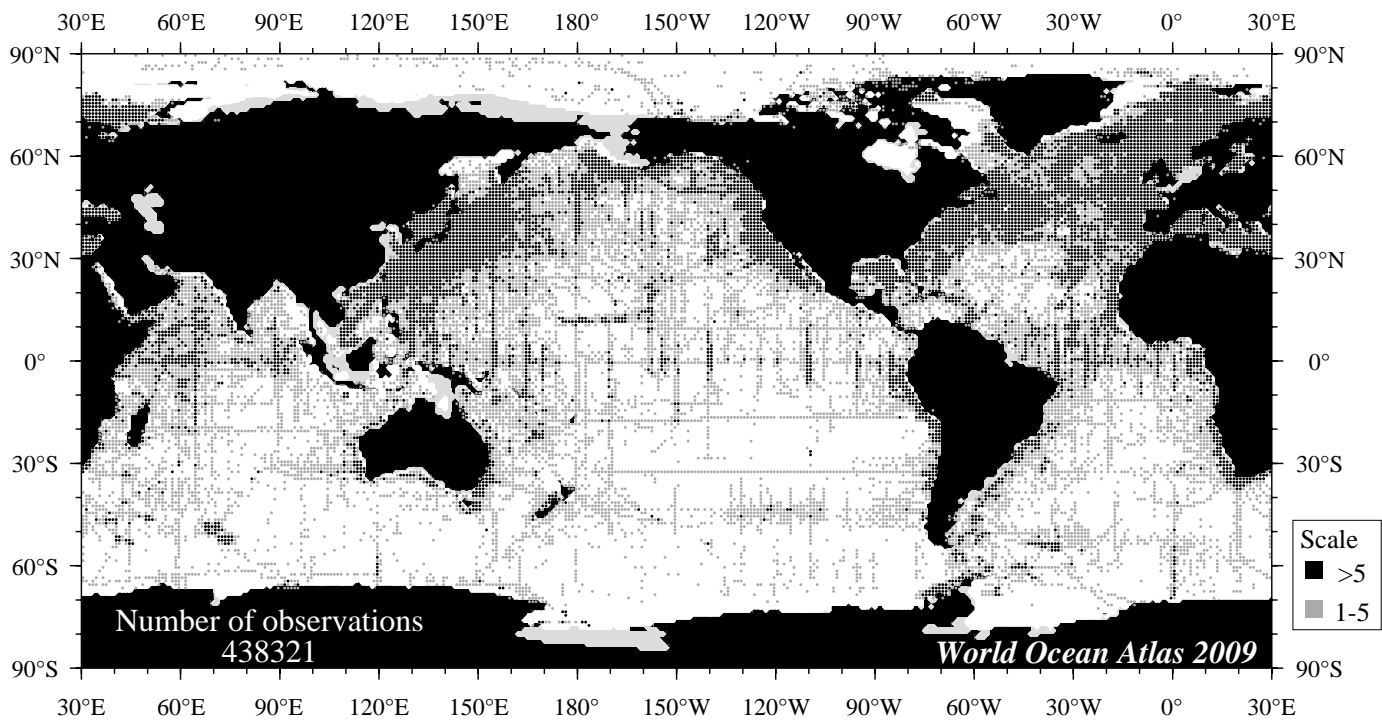 30°E 60°E 90°E 120°E 150°E 180° 150°W 120°W 90°W 60°W 30°W 0° 30°E
90°N 90°N
60°N 60°N
30°N 30°N
0° 0°
30°S 30°S
Scale
60°S 60°S
>5
1-5
Number of observations
438321
World Ocean Atlas 2009
90°S 90°S
30°E 60°E 90°E 120°E 150°E 180° 150°W 120°W 90°W 60°W 30°W 0° 30°E